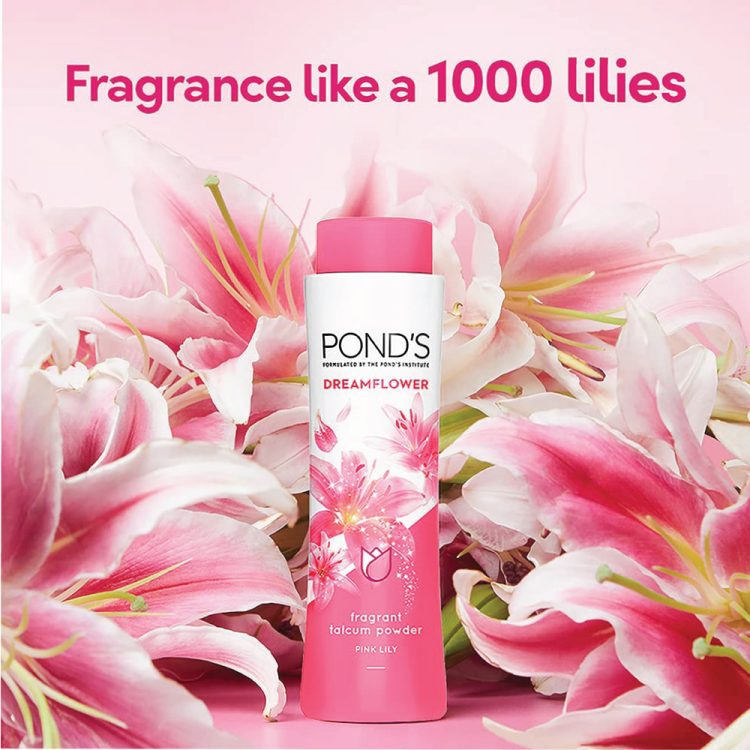 Fragrance like a 1000 lilies
POND'S
FORMULATED BY THE POND'S INSTITUTE
DREAMFLOWER
fragrant
talcum powder
PINK LILY